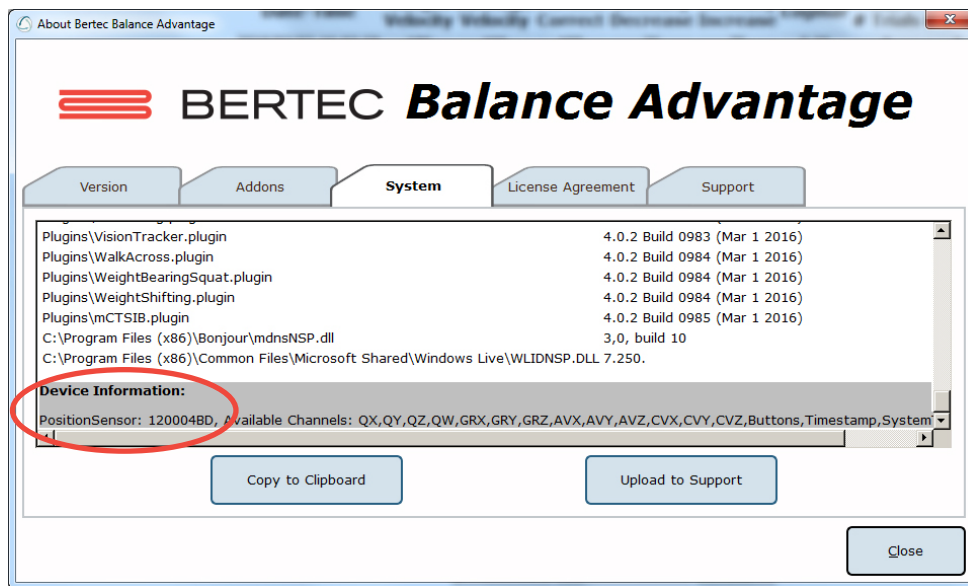 About Bertec Balance Advantage
Velocity Velocity Correct Decrease Increase # Trials
BERTEC Balance Advantage
Version Addons System License Agreement Support
Plugins\VisionTracker.plugin 4.0.2 Build 0983 (Mar 1 2016)
Plugins\WalkAcross.plugin 4.0.2 Build 0984 (Mar 1 2016)
Plugins\WeightBearingSquat.plugin 4.0.2 Build 0984 (Mar 1 2016)
Plugins\WeightShifting.plugin 4.0.2 Build 0984 (Mar 1 2016)
Plugins\mCTSIB.plugin 4.0.2 Build 0985 (Mar 1 2016)
C:\Program Files (x86)\Bonjour\mdnsNSP.dll 3,0, build 10
C:\Program Files (x86)\Common Files\Microsoft Shared\Windows Live\WLIDNSP.DLL 7.250.
Device Information:
PositionSensor: 120004BD, Available Channels: QX,QY,QZ,QW,GRX,GRY,GRZ,AVX,AVY,AVZ,CVX,CVY,CVZ,Buttons,Timestamp,System
Copy to Clipboard Upload to Support
Close